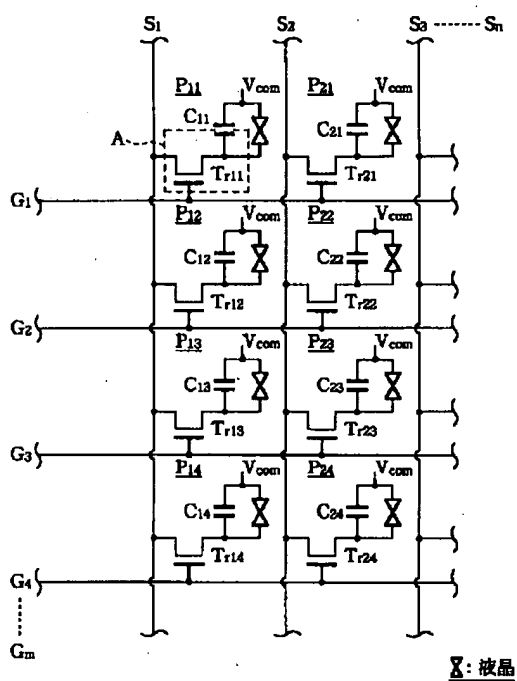 S1 S2 S3 ------ Sn
P11 P21
Vcom Vcom
C11 C21
A
Tr11 Tr21
G1
P12 P22
Vcom Vcom
C12 C22
Tr12 Tr22
G2
P13 P23
Vcom Vcom
C13 C23
Tr13 Tr23
G3
P14 P24
Vcom Vcom
C14 C24
Tr14 Tr24
G4
Gm
: 液晶